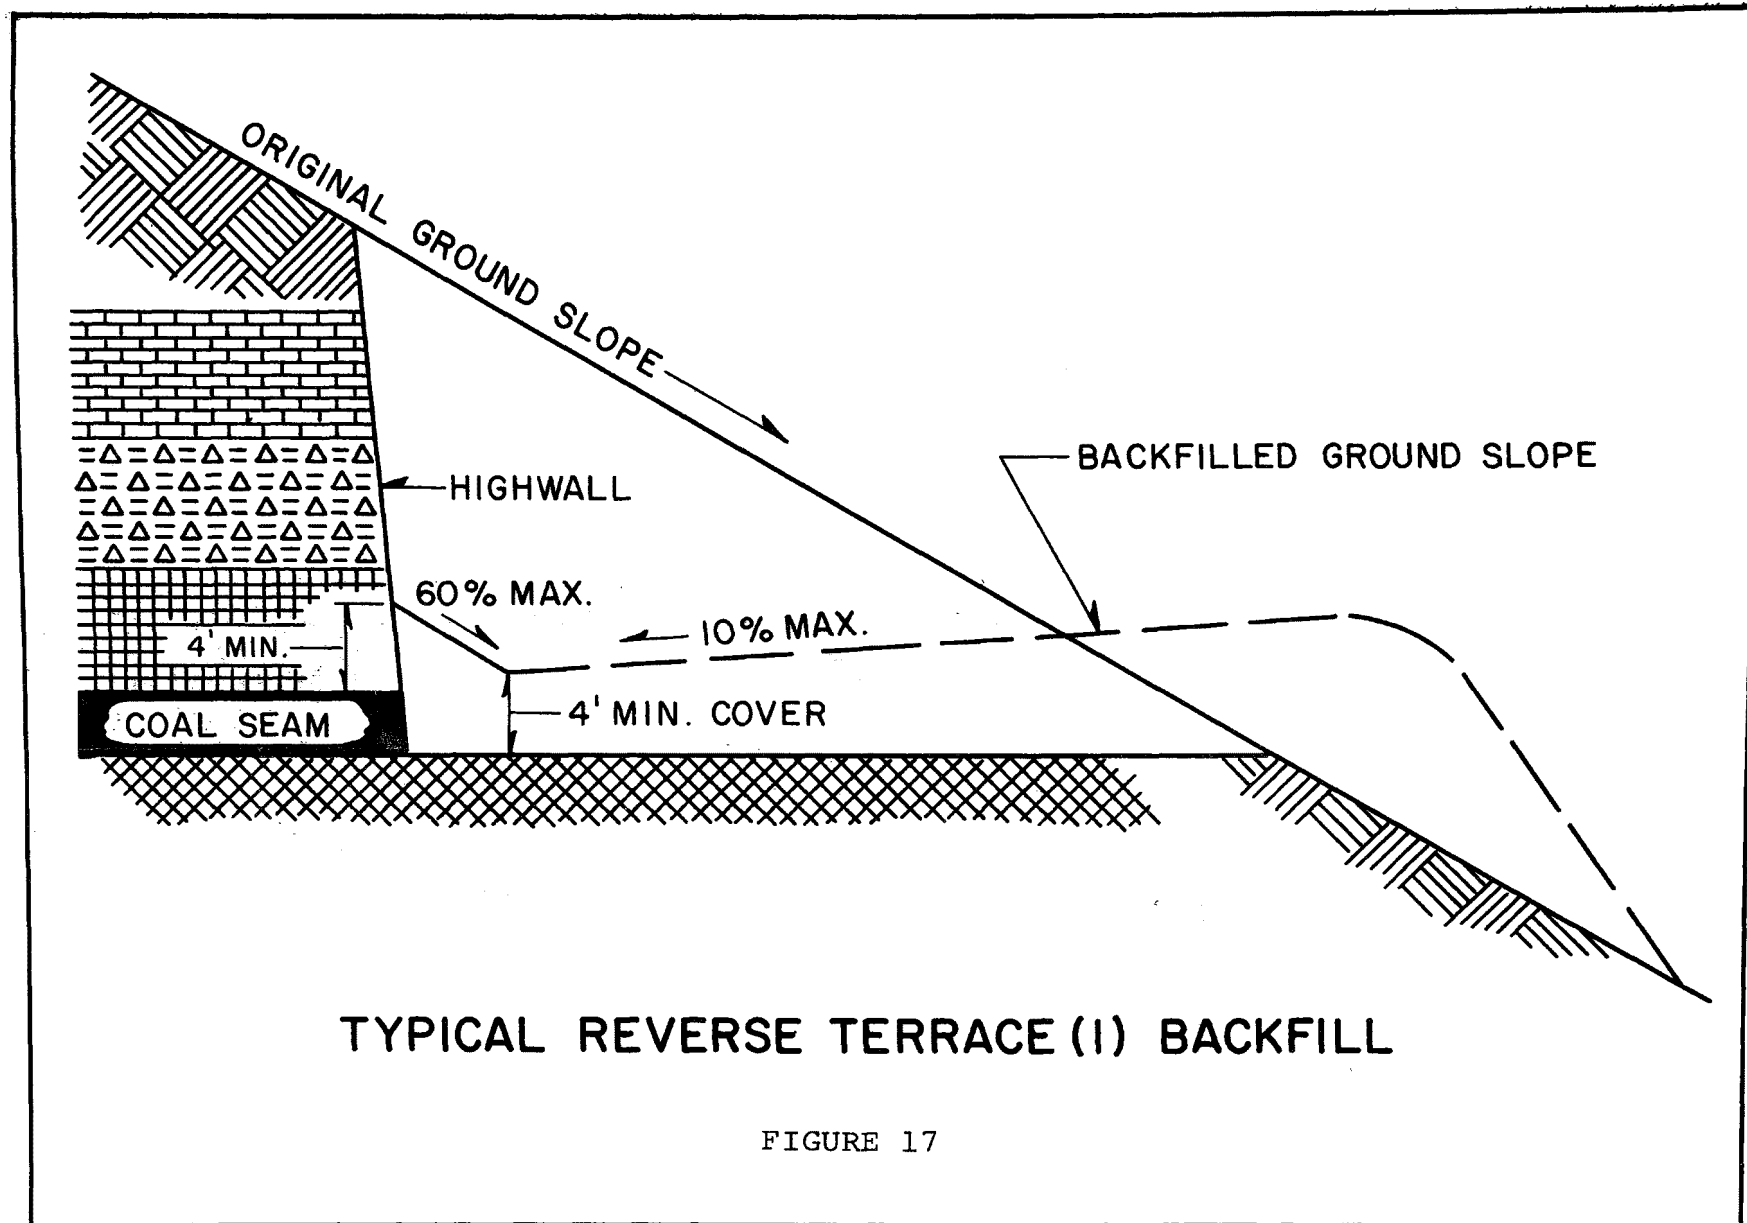 ORIGINAL GROUND SLOPE
BACKFILLED GROUND SLOPE
HIGHWALL
60% MAX.
10% MAX.
4' MIN.
4' MIN. COVER
COAL SEAM
TYPICAL REVERSE TERRACE (1) BACKFILL
FIGURE 17